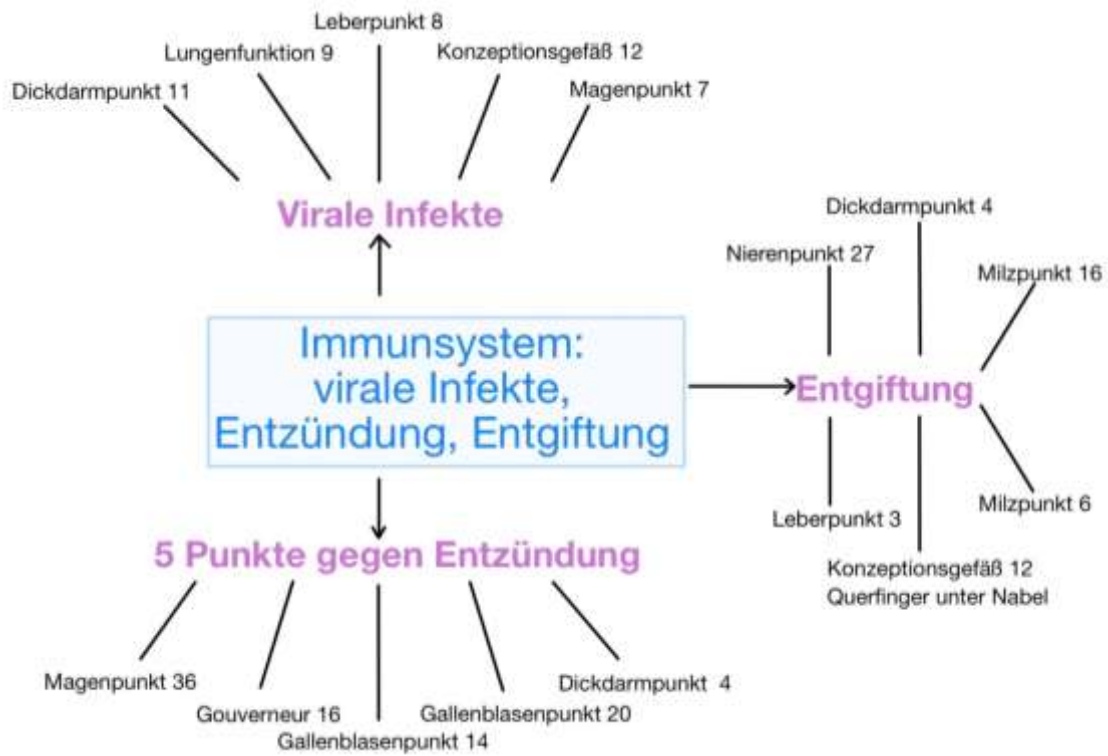 Leberpunkt 8
Lungenfunktion 9
Konzeptionsgefäß 12
Dickdarmpunkt 11
Magenpunkt 7
Virale Infekte
Immunsystem:
virale Infekte,
Entzündung, Entgiftung
Dickdarmpunkt 4
Nierenpunkt 27
Milzpunkt 16
Entgiftung
Milzpunkt 6
Leberpunkt 3
Konzeptionsgefäß 12
Querfinger unter Nabel
5 Punkte gegen Entzündung
Magenpunkt 36
Gouverneur 16
Gallenblasenpunkt 14
Gallenblasenpunkt 20
Dickdarmpunkt 4